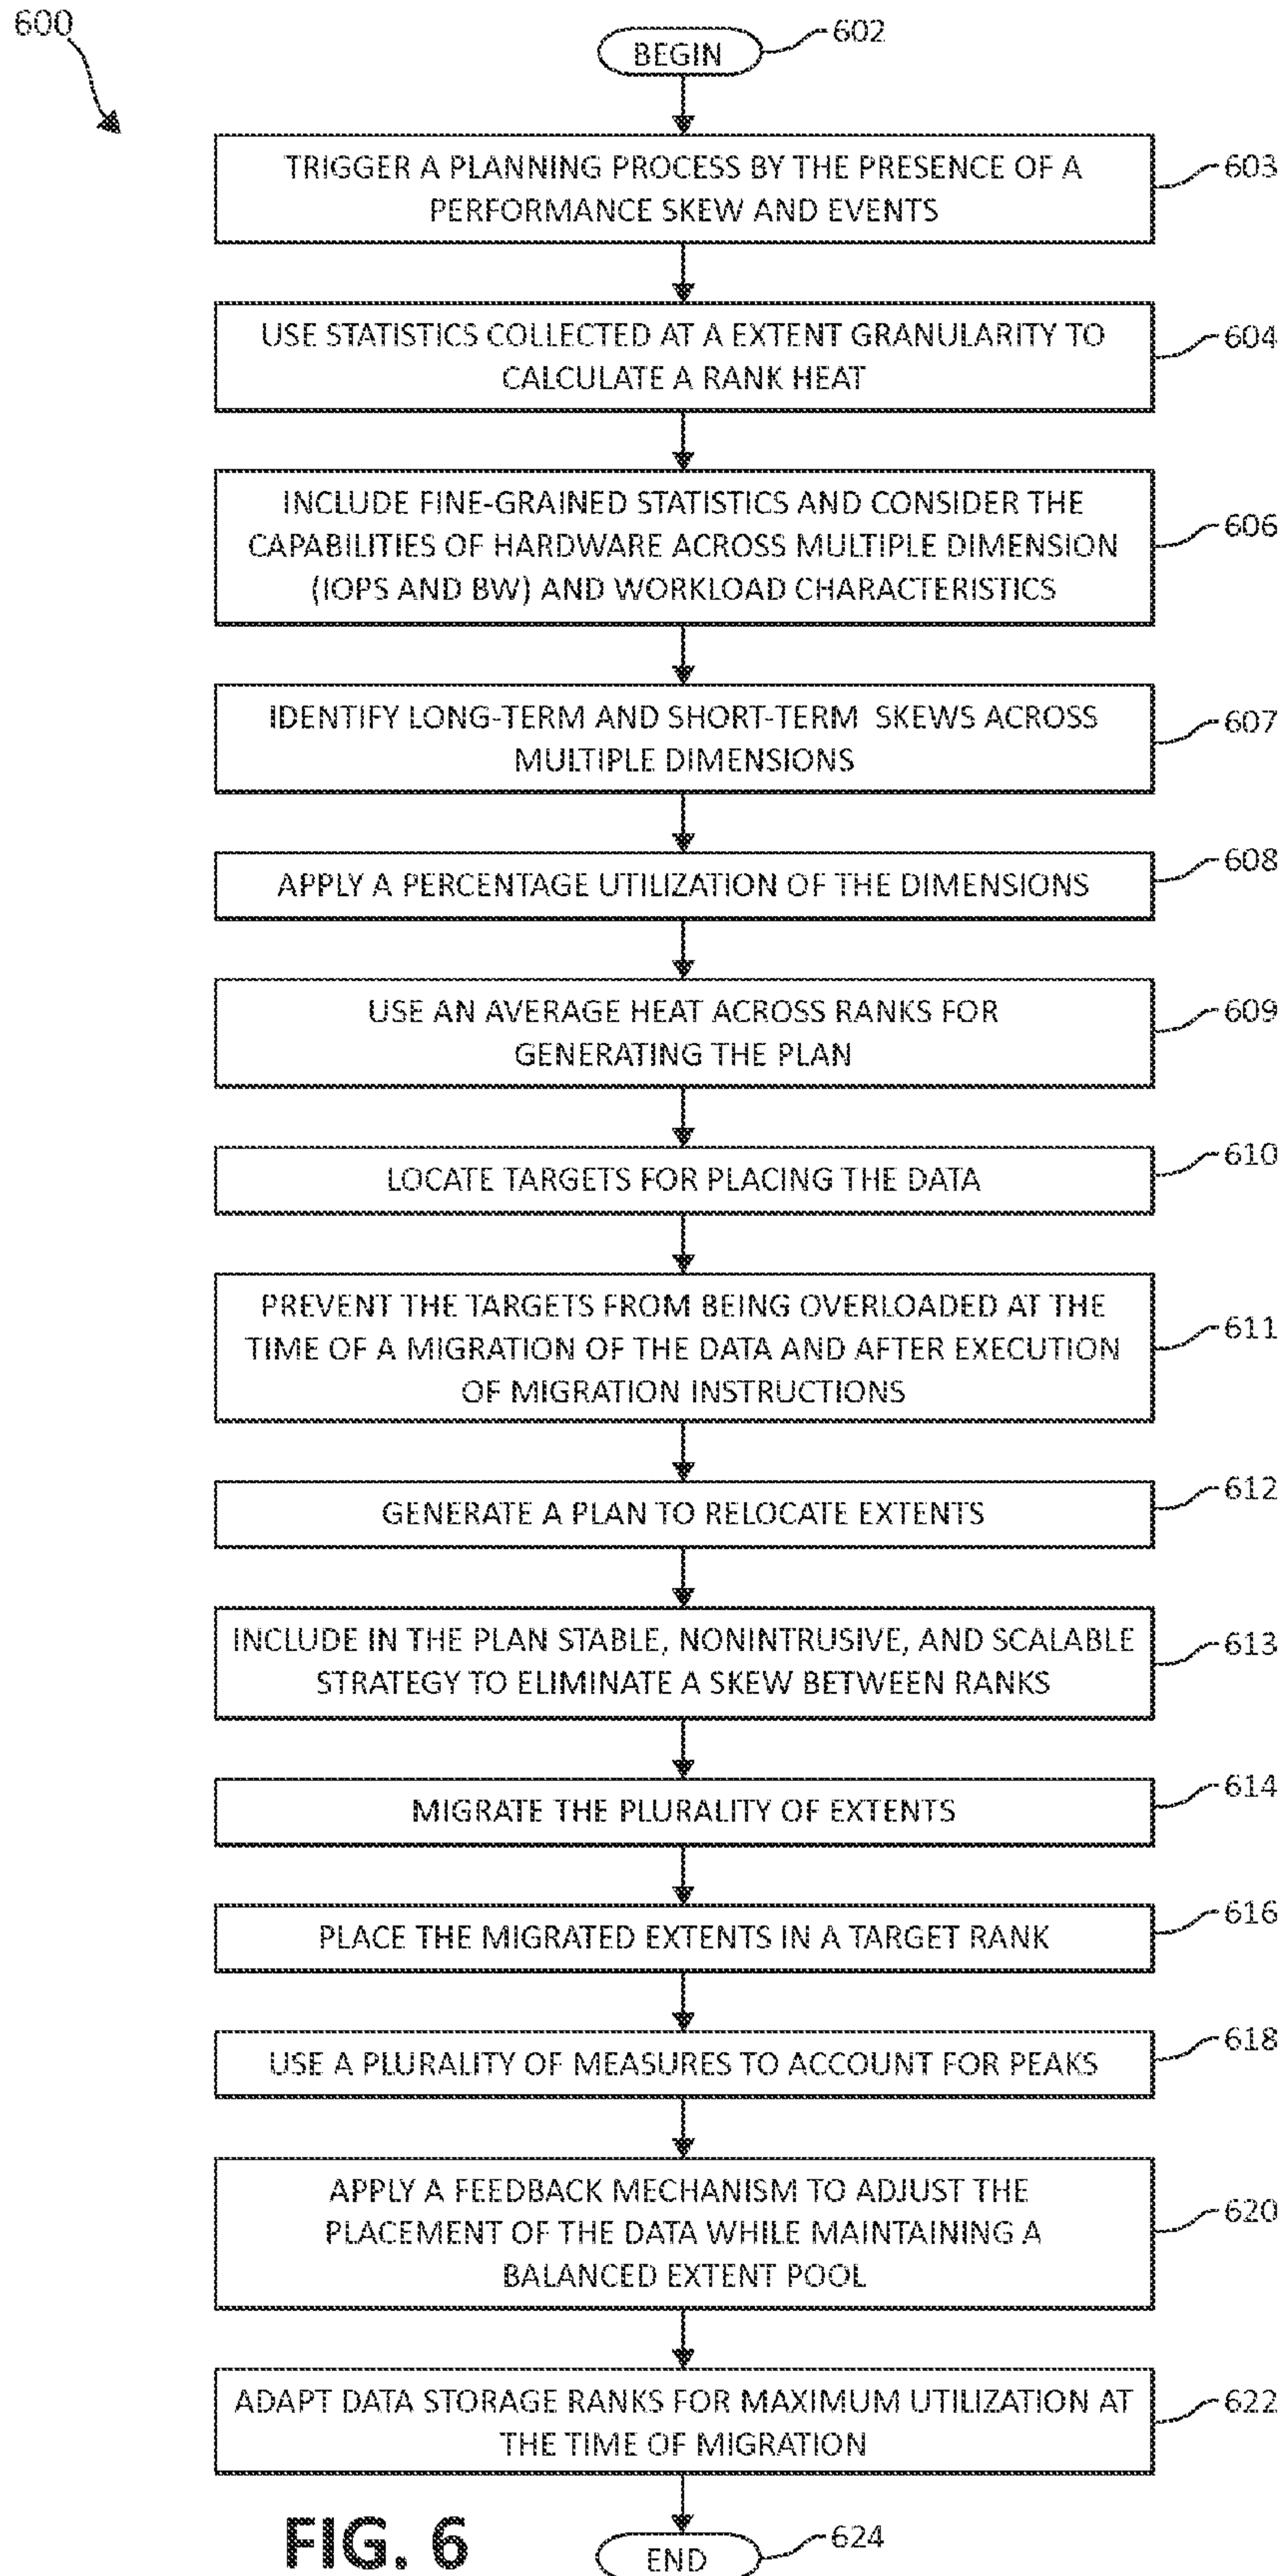 600
BEGIN
602
TRIGGER A PLANNING PROCESS BY THE PRESENCE OF A
PERFORMANCE SKEW AND EVENTS
603
USE STATISTICS COLLECTED AT A EXTENT GRANULARITY TO
CALCULATE A RANK HEAT
604
INCLUDE FINE-GRAINED STATISTICS AND CONSIDER THE
CAPABILITIES OF HARDWARE ACROSS MULTIPLE DIMENSION
(IOPS AND BW) AND WORKLOAD CHARACTERISTICS
606
IDENTIFY LONG-TERM AND SHORT-TERM SKEWS ACROSS
MULTIPLE DIMENSIONS
607
APPLY A PERCENTAGE UTILIZATION OF THE DIMENSIONS
608
USE AN AVERAGE HEAT ACROSS RANKS FOR
GENERATING THE PLAN
609
LOCATE TARGETS FOR PLACING THE DATA
610
PREVENT THE TARGETS FROM BEING OVERLOADED AT THE
TIME OF A MIGRATION OF THE DATA AND AFTER EXECUTION
OF MIGRATION INSTRUCTIONS
611
GENERATE A PLAN TO RELOCATE EXTENTS
612
INCLUDE IN THE PLAN STABLE, NONINTRUSIVE, AND SCALABLE
STRATEGY TO ELIMINATE A SKEW BETWEEN RANKS
613
MIGRATE THE PLURALITY OF EXTENTS
614
PLACE THE MIGRATED EXTENTS IN A TARGET RANK
616
USE A PLURALITY OF MEASURES TO ACCOUNT FOR PEAKS
618
APPLY A FEEDBACK MECHANISM TO ADJUST THE
PLACEMENT OF THE DATA WHILE MAINTAINING A
BALANCED EXTENT POOL
620
ADAPT DATA STORAGE RANKS FOR MAXIMUM UTILIZATION AT
THE TIME OF MIGRATION
622
FIG. 6
END
624